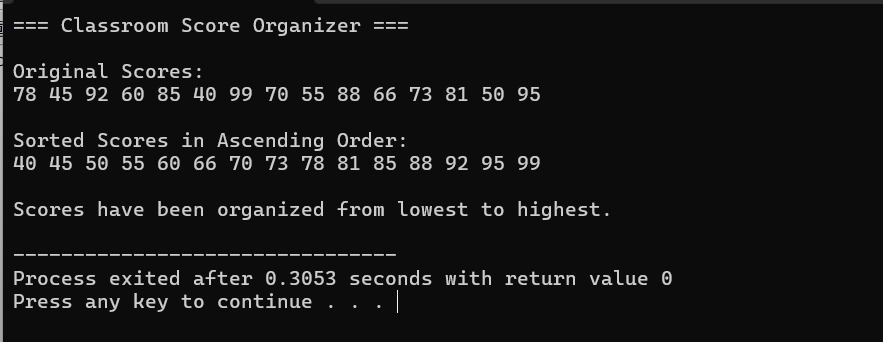 === Classroom Score Organizer ===
Original Scores:
78 45 92 60 85 40 99 70 55 88 66 73 81 50 95
Sorted Scores in Ascending Order:
40 45 50 55 60 66 70 73 78 81 85 88 92 95 99
Scores have been organized from lowest to highest.
--------------------------------
Process exited after 0.3053 seconds with return value 0
Press any key to continue . . .